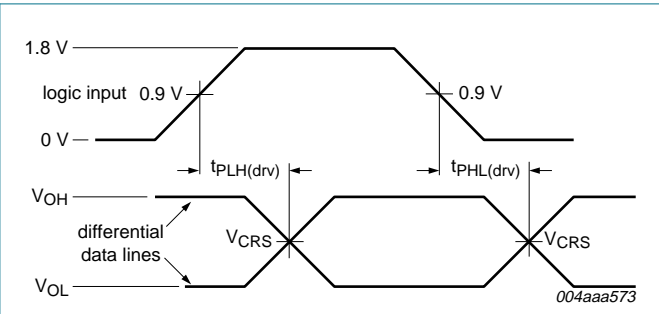 1.8 V
logic input 0.9 V
0.9 V
0 V
tPLH(drv)
tPHL(drv)
VOH
differential
data lines
VCRS
VCRS
VOL
004aaa573